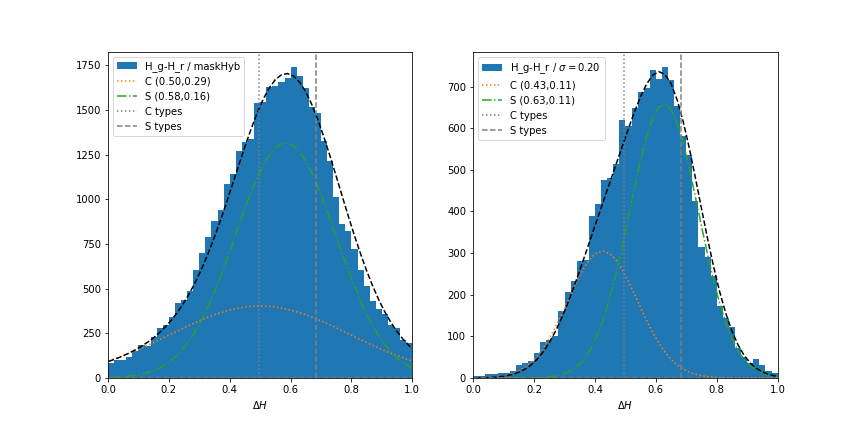 H_g-H_r / maskHyb
C (0.50,0.29)
S (0.58,0.16)
C types
S types
1750
1500
1250
1000
750
500
250
0
0.0 0.2 0.4 0.6 0.8 1.0
ΔH
H_g-H_r / σ = 0.20
C (0.43,0.11)
S (0.63,0.11)
C types
S types
700
600
500
400
300
200
100
0
0.0 0.2 0.4 0.6 0.8 1.0
ΔH